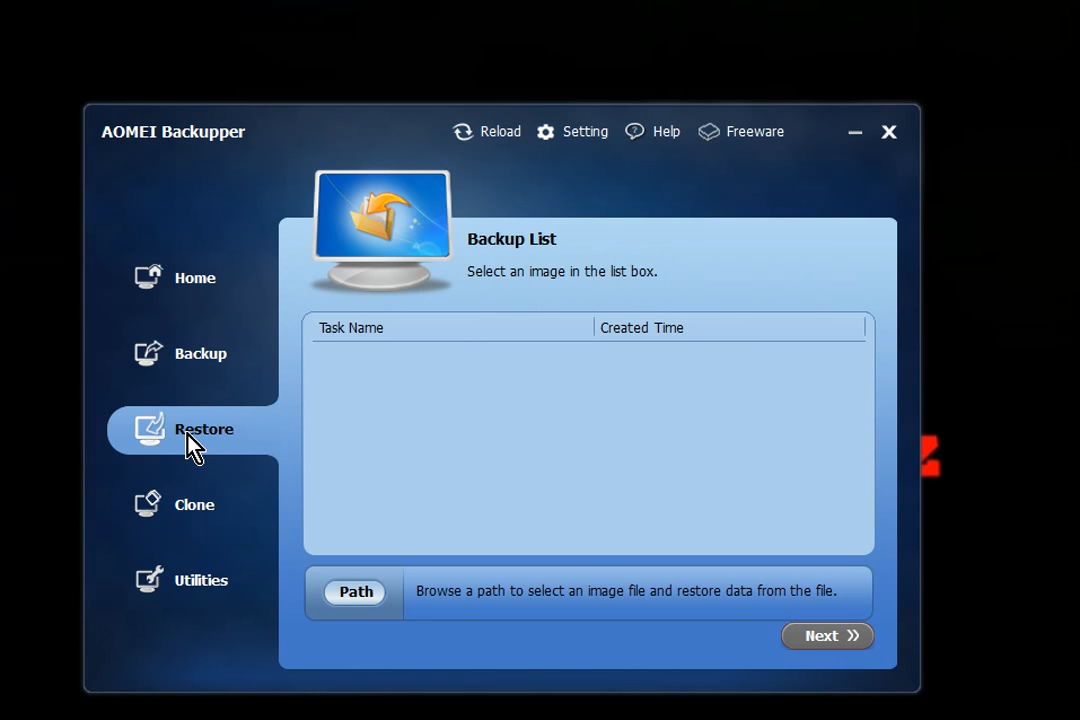 AOMEI Backupper
Reload Setting Help Freeware
Backup List
Select an image in the list box.
Home
Task Name Created Time
Backup
Restore
Clone
Utilities
Path Browse a path to select an image file and restore data from the file.
Next